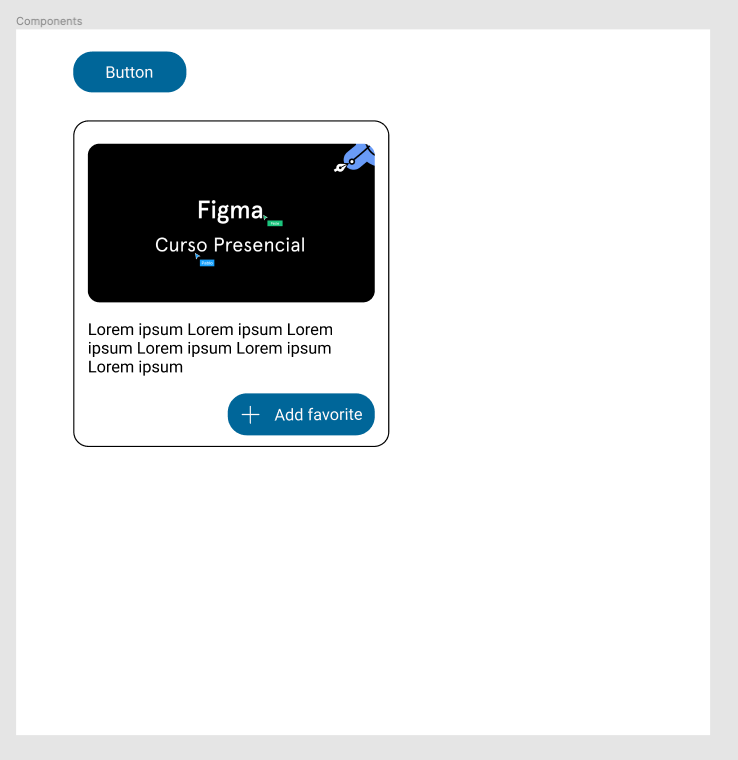 Components
Button
Figma
Curso Presencial
Lorem ipsum Lorem ipsum Lorem
ipsum Lorem ipsum Lorem ipsum
Lorem ipsum
Add favorite